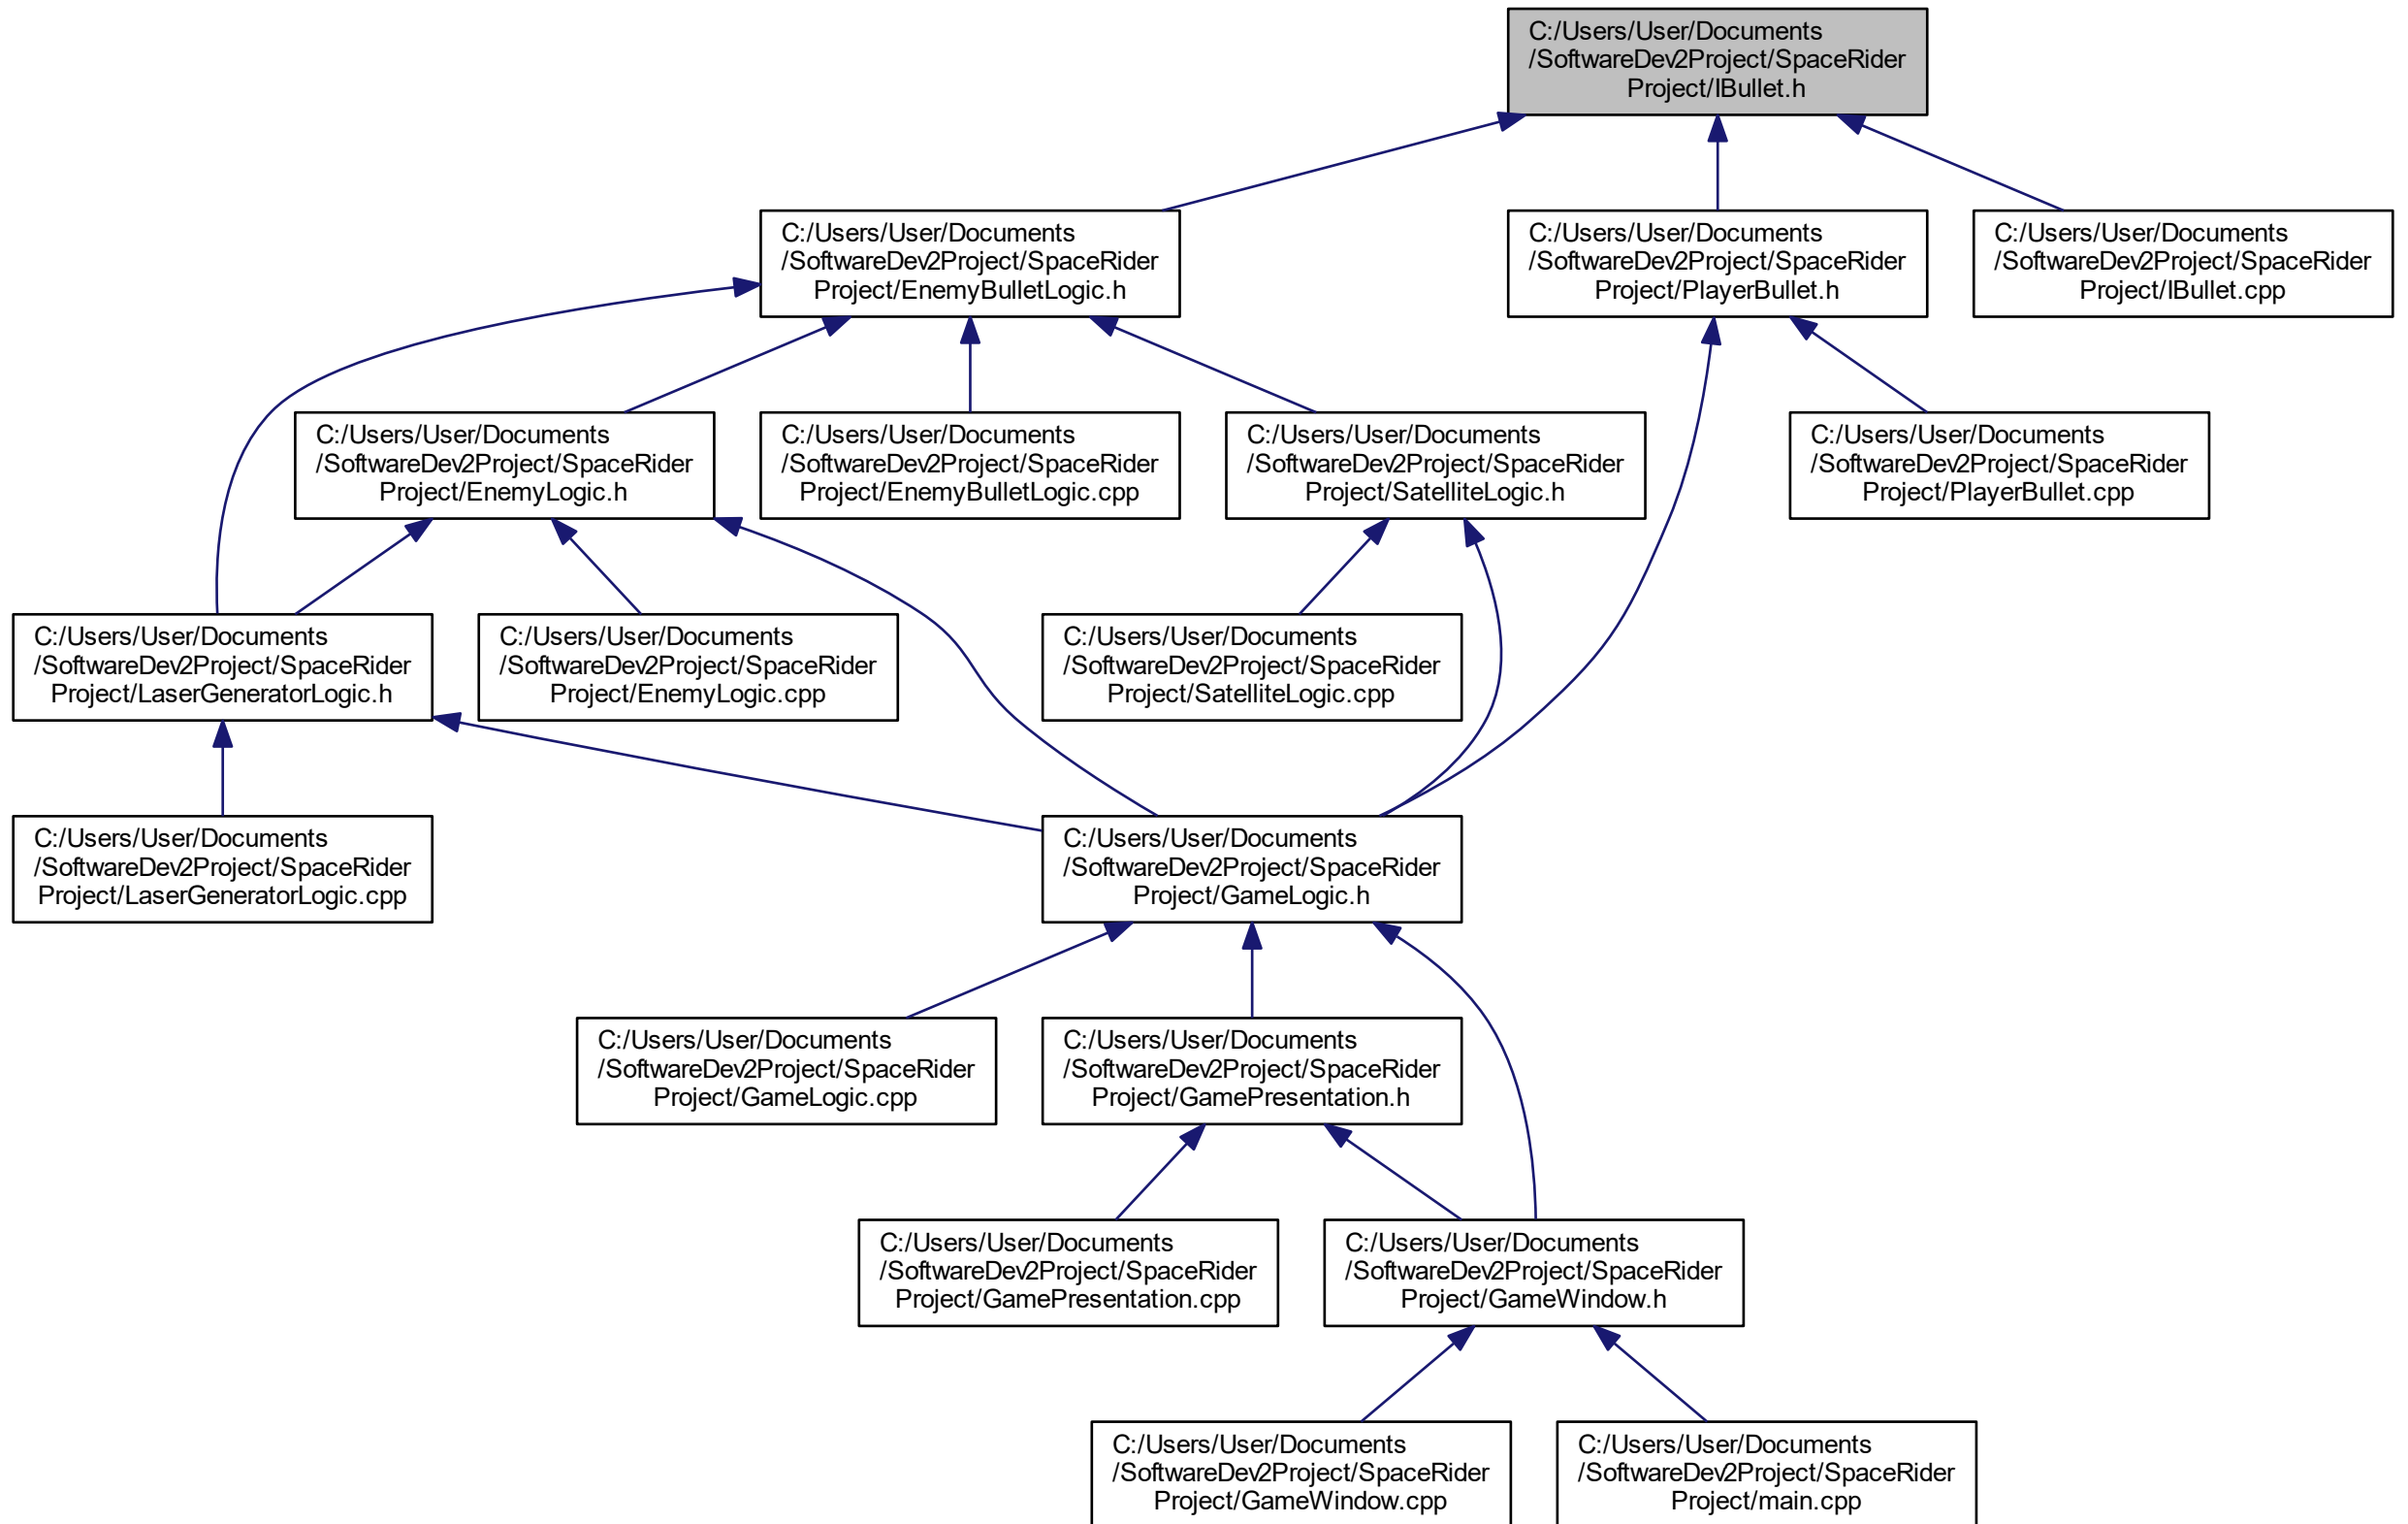 C:/Users/User/Documents
/SoftwareDev2Project/SpaceRider
Project/IBullet.h
C:/Users/User/Documents
/SoftwareDev2Project/SpaceRider
Project/EnemyBulletLogic.h
C:/Users/User/Documents
/SoftwareDev2Project/SpaceRider
Project/PlayerBullet.h
C:/Users/User/Documents
/SoftwareDev2Project/SpaceRider
Project/IBullet.cpp
C:/Users/User/Documents
/SoftwareDev2Project/SpaceRider
Project/EnemyLogic.h
C:/Users/User/Documents
/SoftwareDev2Project/SpaceRider
Project/EnemyBulletLogic.cpp
C:/Users/User/Documents
/SoftwareDev2Project/SpaceRider
Project/SatelliteLogic.h
C:/Users/User/Documents
/SoftwareDev2Project/SpaceRider
Project/PlayerBullet.cpp
C:/Users/User/Documents
/SoftwareDev2Project/SpaceRider
Project/LaserGeneratorLogic.h
C:/Users/User/Documents
/SoftwareDev2Project/SpaceRider
Project/EnemyLogic.cpp
C:/Users/User/Documents
/SoftwareDev2Project/SpaceRider
Project/SatelliteLogic.cpp
C:/Users/User/Documents
/SoftwareDev2Project/SpaceRider
Project/LaserGeneratorLogic.cpp
C:/Users/User/Documents
/SoftwareDev2Project/SpaceRider
Project/GameLogic.h
C:/Users/User/Documents
/SoftwareDev2Project/SpaceRider
Project/GameLogic.cpp
C:/Users/User/Documents
/SoftwareDev2Project/SpaceRider
Project/GamePresentation.h
C:/Users/User/Documents
/SoftwareDev2Project/SpaceRider
Project/GamePresentation.cpp
C:/Users/User/Documents
/SoftwareDev2Project/SpaceRider
Project/GameWindow.h
C:/Users/User/Documents
/SoftwareDev2Project/SpaceRider
Project/GameWindow.cpp
C:/Users/User/Documents
/SoftwareDev2Project/SpaceRider
Project/main.cpp